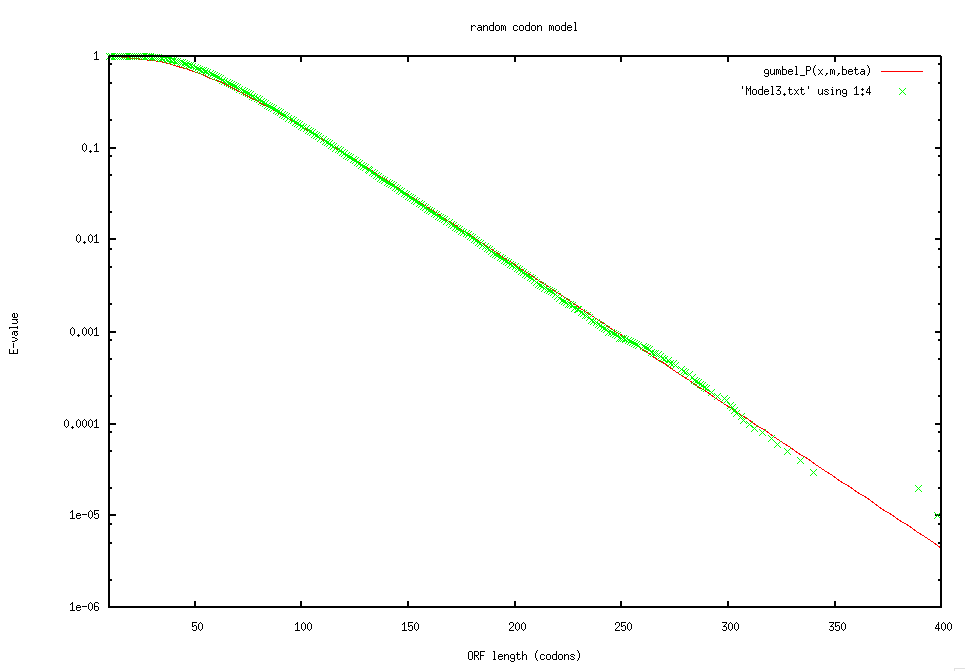 random codon model
gumbel_P(x,m,beta)
'Model3.txt' using 1:4
1
0.1
0.01
0.001
0.0001
1e-05
1e-06
E-value
50 100 150 200 250 300 350 400
ORF length (codons)